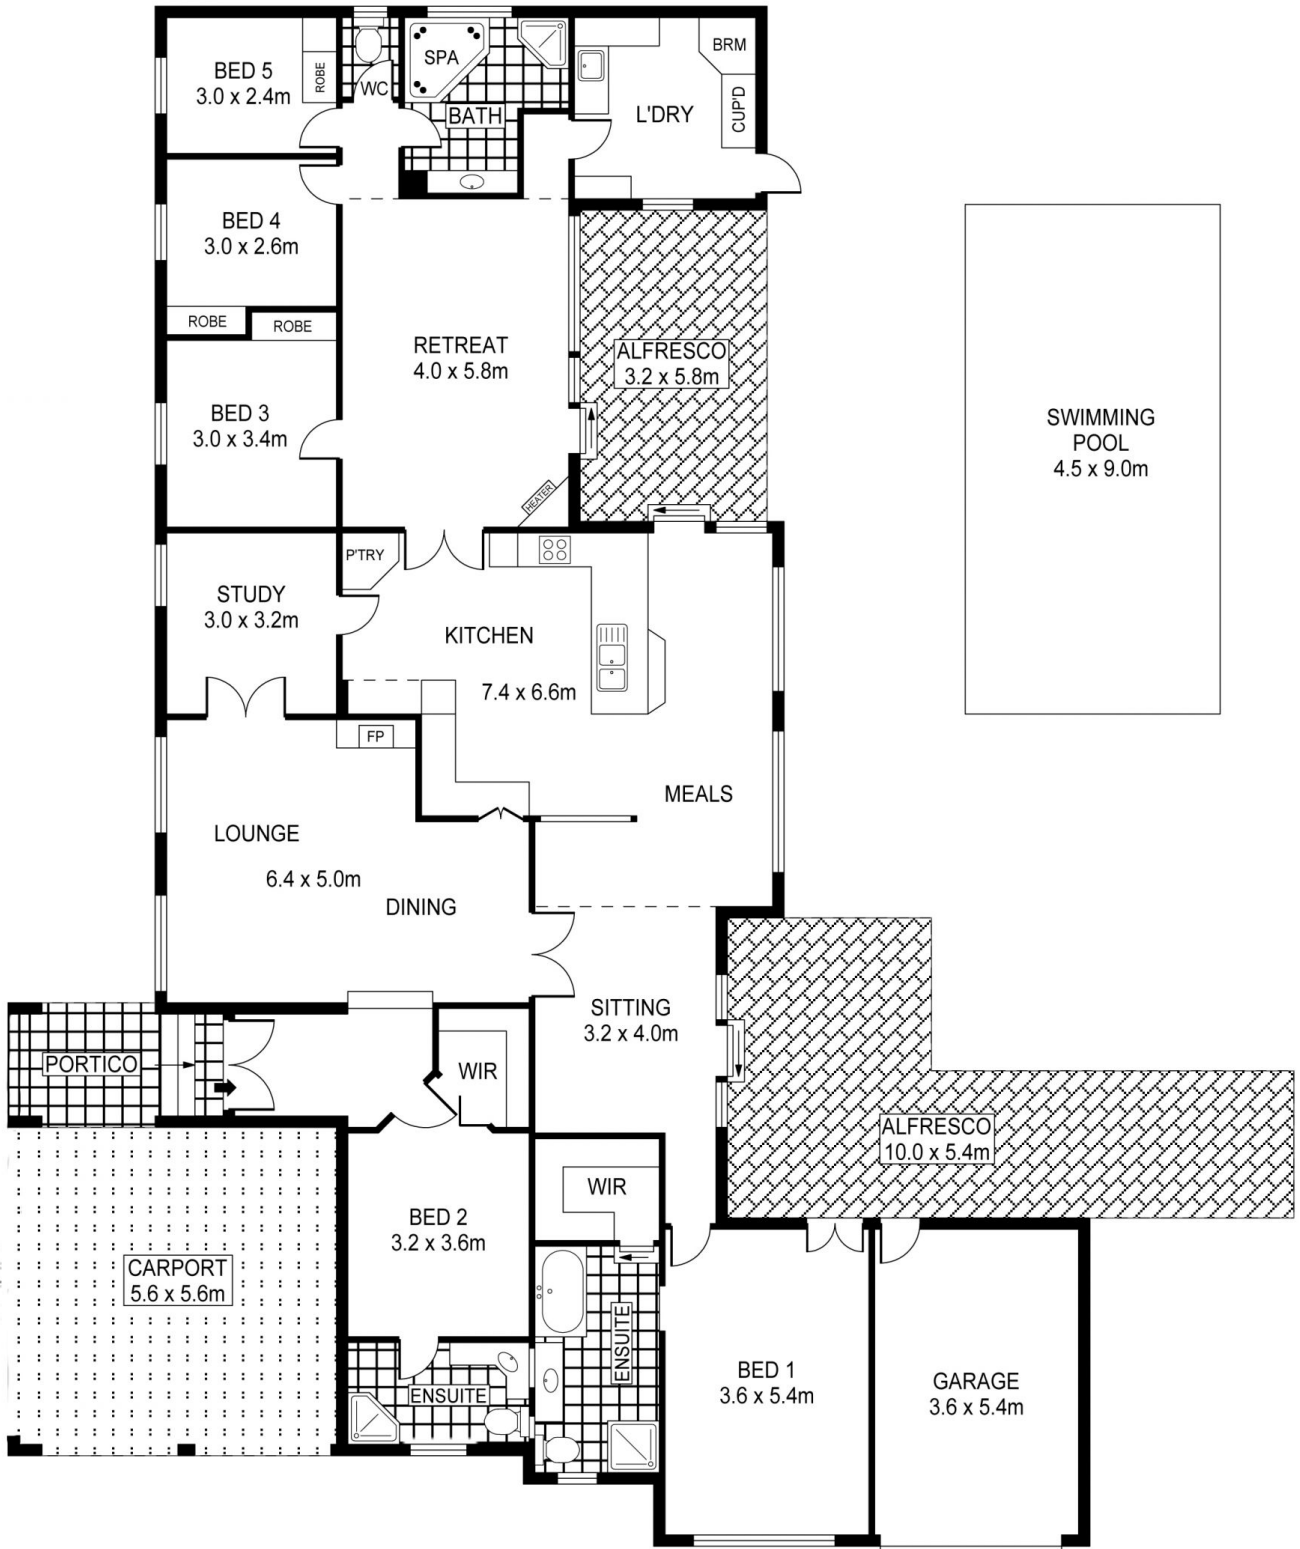 BED 5
3.0 x 2.4m
ROBE
WC
SPA
BATH
BRM
CUP'D
L'DRY
BED 4
3.0 x 2.6m
ROBE
ROBE
RETREAT
4.0 x 5.8m
ALFRESCO
3.2 x 5.8m
BED 3
3.0 x 3.4m
HEATER
SWIMMING
POOL
4.5 x 9.0m
P'TRY
STUDY
3.0 x 3.2m
KITCHEN
7.4 x 6.6m
FP
MEALS
LOUNGE
6.4 x 5.0m
DINING
SITTING
3.2 x 4.0m
PORTICO
WIR
ALFRESCO
10.0 x 5.4m
WIR
BED 2
3.2 x 3.6m
CARPORT
5.6 x 5.6m
ENSUITE
ENSUITE
BED 1
3.6 x 5.4m
GARAGE
3.6 x 5.4m